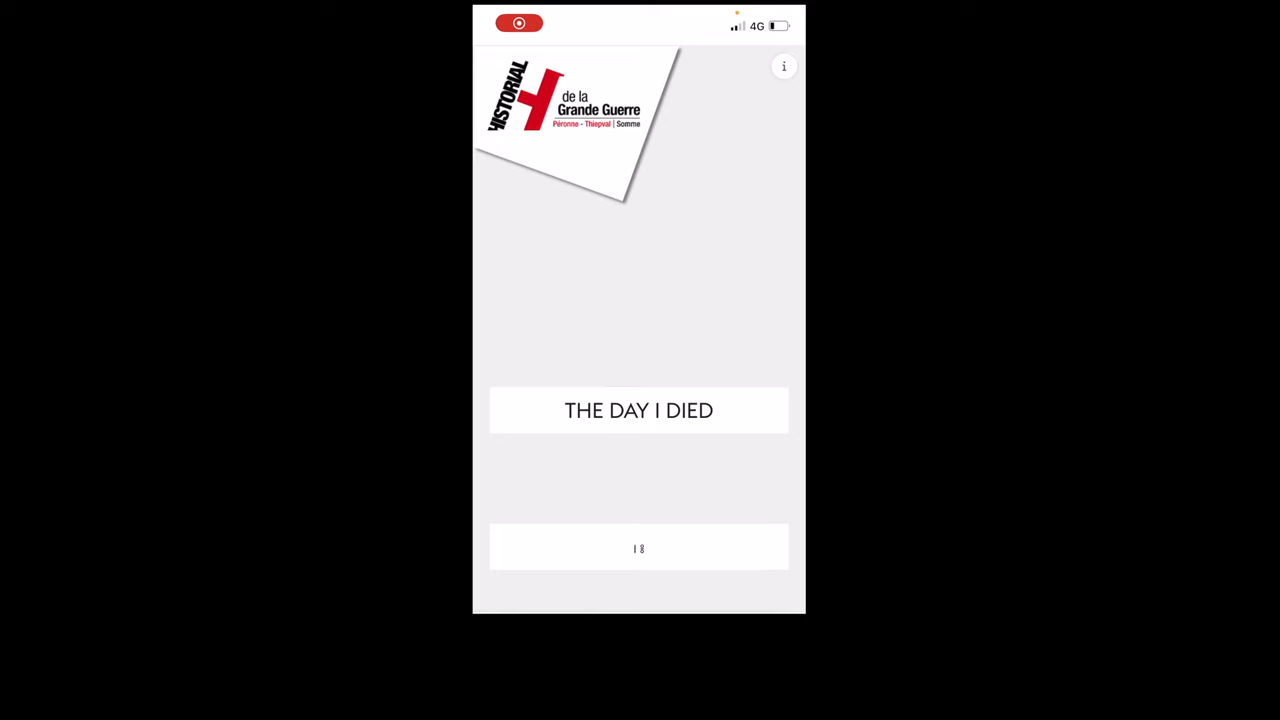 4G
i
HISTORIAL
de la
Grande Guerre
Péronne - Thiepval | Somme
THE DAY I DIED